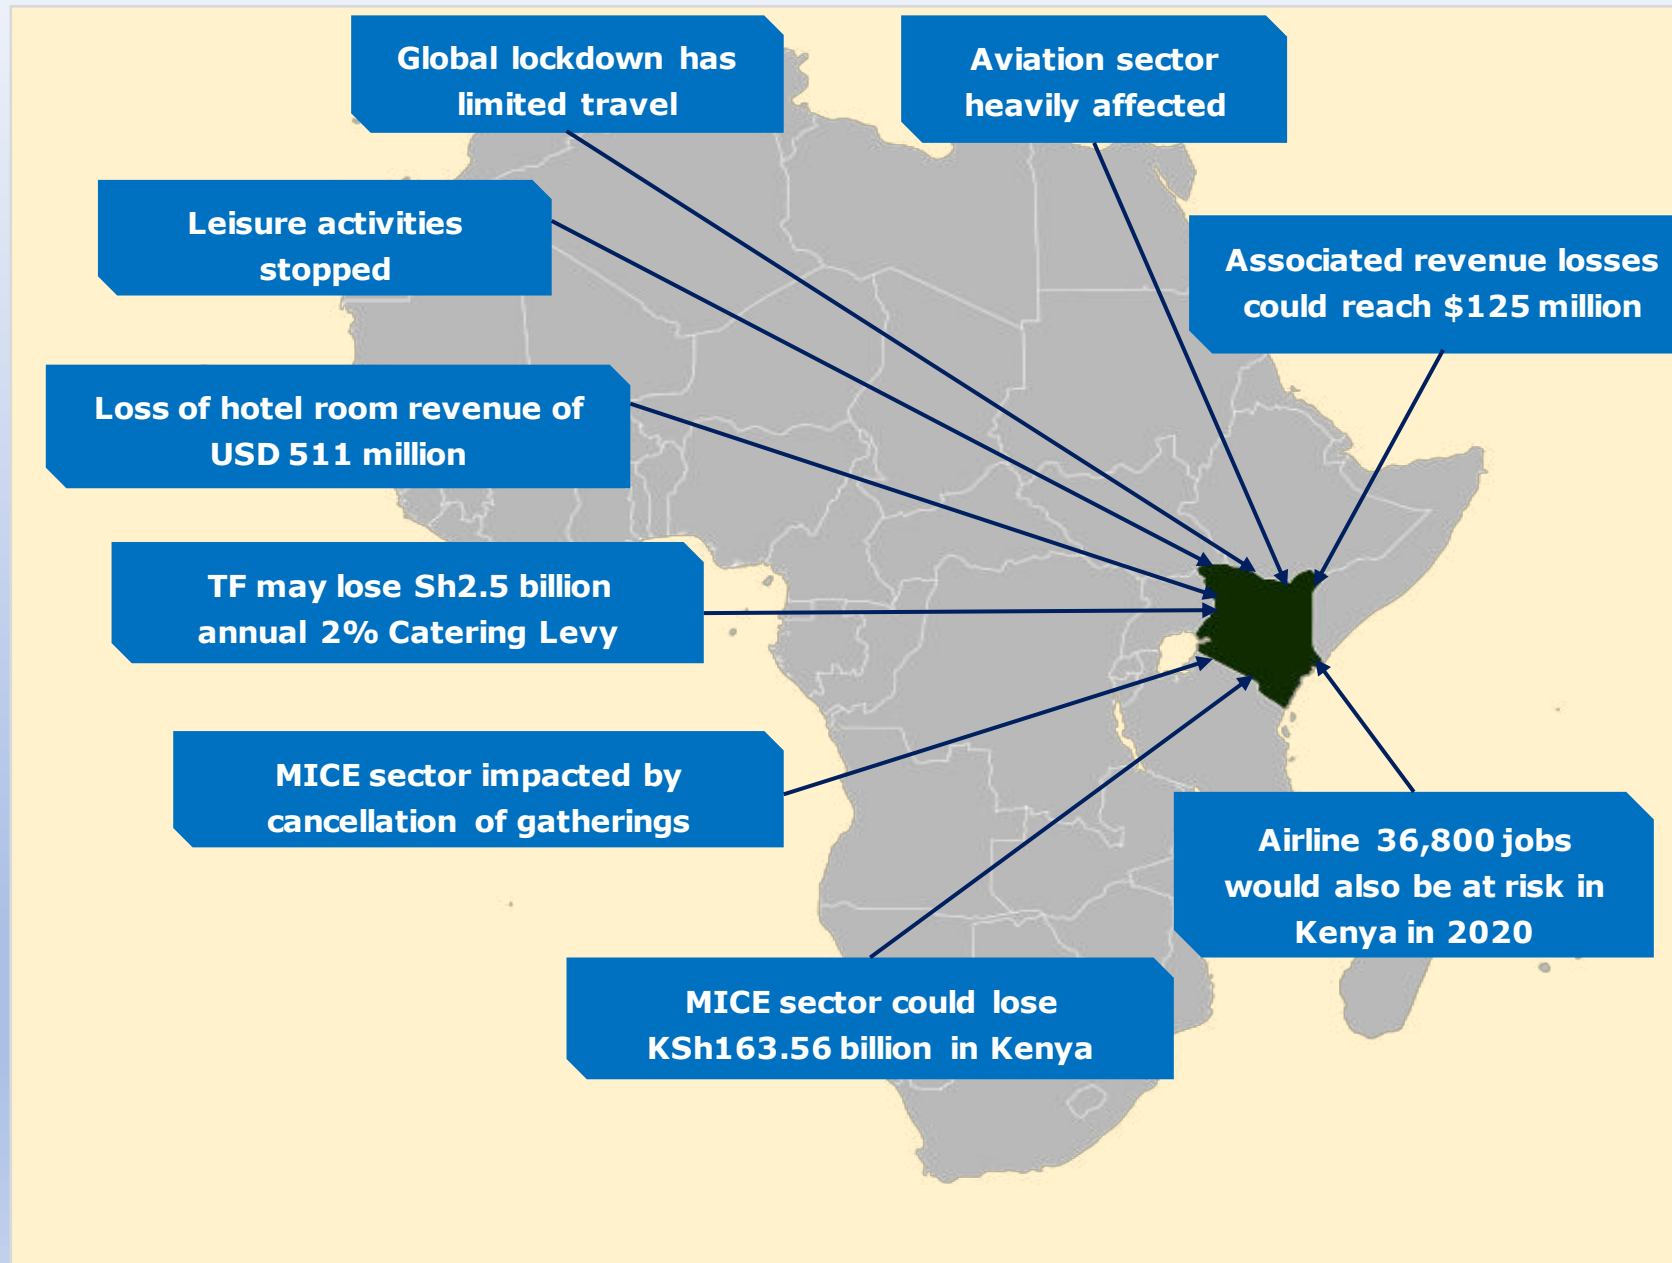 Global lockdown has
limited travel
Aviation sector
heavily affected
Leisure activities
stopped
Associated revenue losses
could reach $125 million
Loss of hotel room revenue of
USD 511 million
TF may lose Sh2.5 billion
annual 2% Catering Levy
MICE sector impacted by
cancellation of gatherings
Airline 36,800 jobs
would also be at risk in
Kenya in 2020
MICE sector could lose
KSh163.56 billion in Kenya